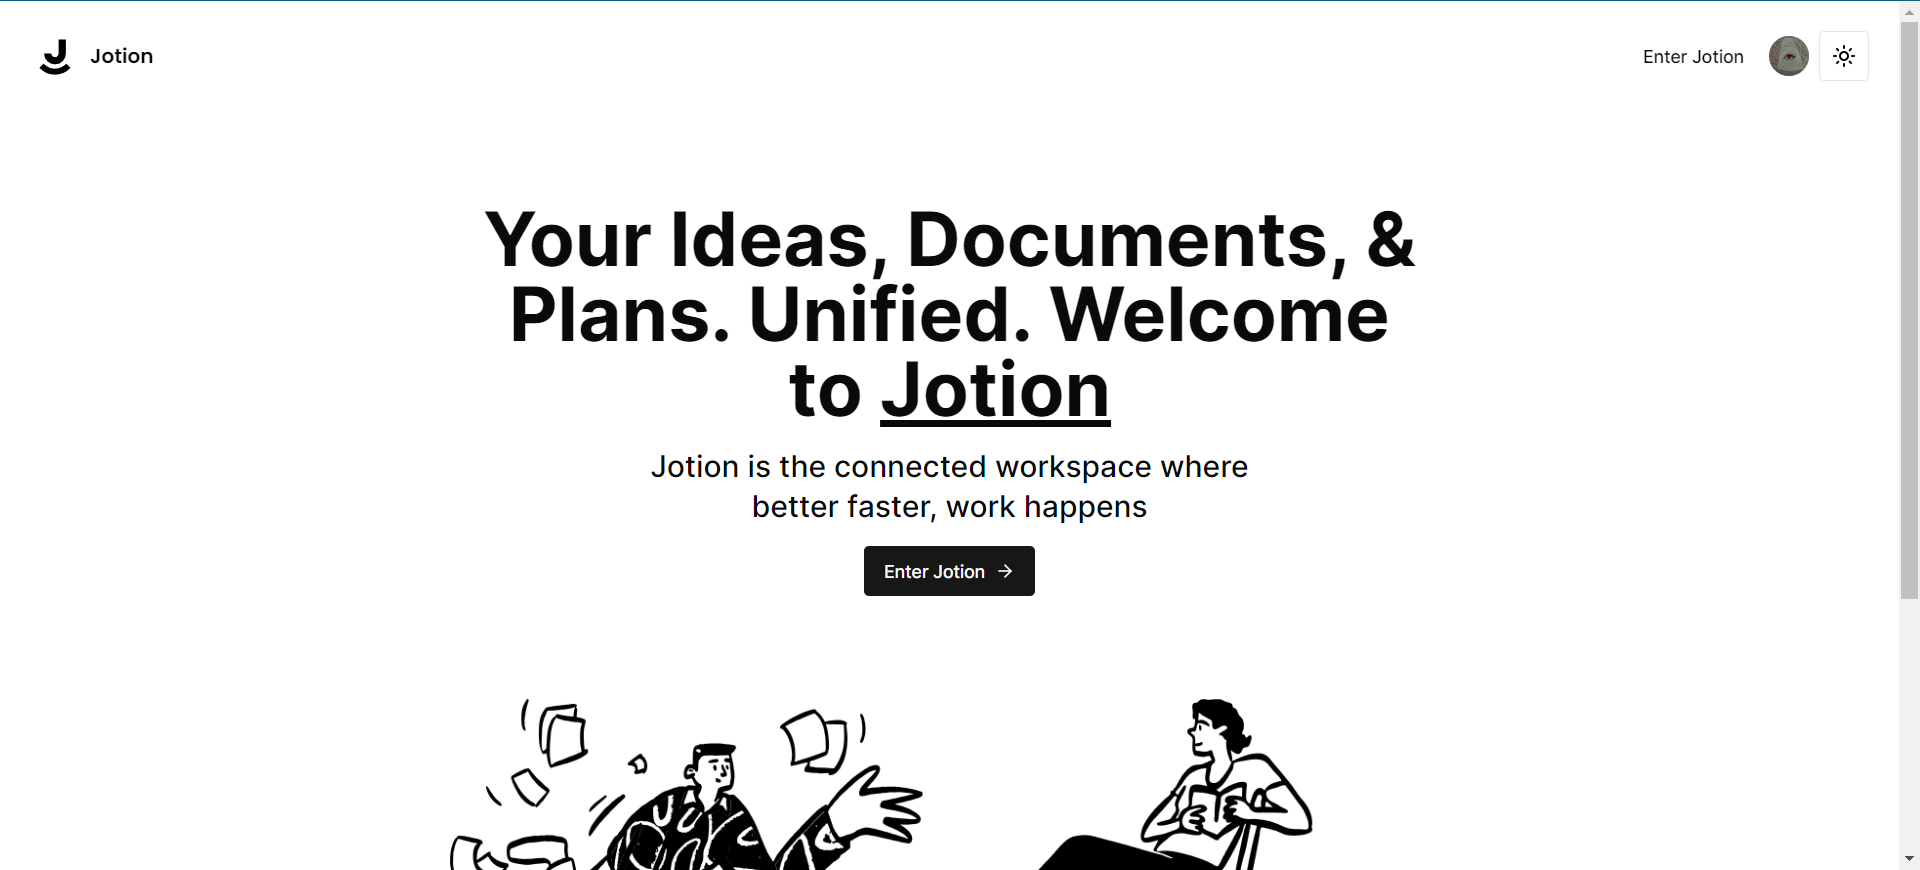 Jotion
Enter Jotion
Your Ideas, Documents, &
Plans. Unified. Welcome
to Jotion
Jotion is the connected workspace where
better faster, work happens
Enter Jotion